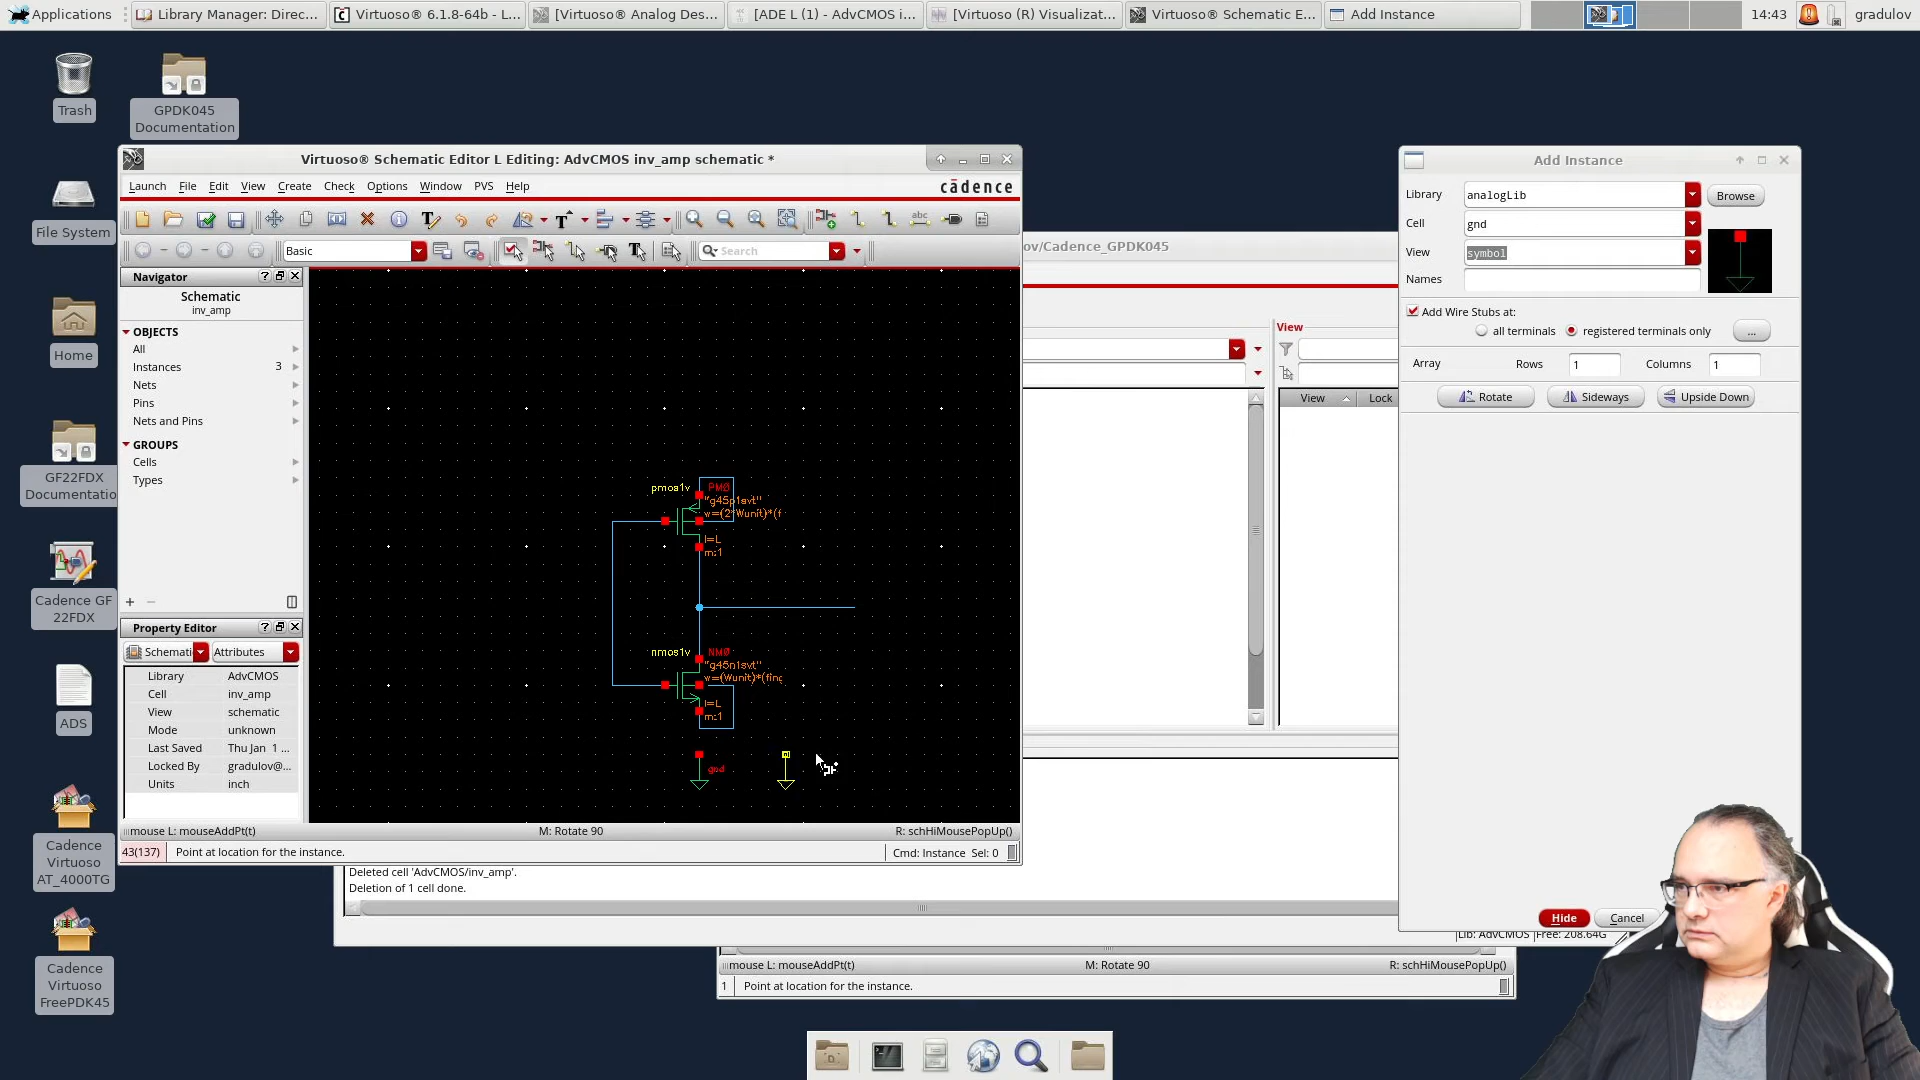 Applications
Library Manager: Direc...
Virtuoso® 6.1.8-64b - L...
[Virtuoso® Analog Des...
[ADE L (1) - AdvCMOS i...
[Virtuoso (R) Visualizat...
Virtuoso® Schematic E...
Add Instance
14:43
gradulov
Trash
GPDK045
Documentation
File System
Home
GF22FDX
Documentatio
Cadence GF
22FDX
ADS
Cadence
Virtuoso
AT_4000TG
Cadence
Virtuoso
FreePDK45
Virtuoso® Schematic Editor L Editing: AdvCMOS inv_amp schematic *
Launch File Edit View Create Check Options Window PVS Help
cādence
Basic
Search
Navigator
Schematic
inv_amp
OBJECTS
All
Instances 3
Nets
Pins
Nets and Pins
GROUPS
Cells
Types
Property Editor
Schemati Attributes
Library AdvCMOS
Cell inv_amp
View schematic
Mode unknown
Last Saved Thu Jan 1 ...
Locked By gradulov@...
Units inch
pmos1v PM0
"g45p1svt"
w=(2*Wunit)*(f
l=L
m:1
nmos1v NM0
"g45n1svt"
w=(Wunit)*(fing
l=L
m:1
gnd
mouse L: mouseAddPt(t) M: Rotate 90 R: schHiMousePopUp()
43(137) Point at location for the instance. Cmd: Instance Sel: 0
ov/Cadence_GPDK045
View
View Lock
Deleted cell 'AdvCMOS/inv_amp'.
Deletion of 1 cell done.
Lib: AdvCMOS Free: 208.64G
mouse L: mouseAddPt(t) M: Rotate 90 R: schHiMousePopUp()
1 Point at location for the instance.
Add Instance
Library analogLib Browse
Cell gnd
View symbol
Names
Add Wire Stubs at:
all terminals registered terminals only ...
Array Rows 1 Columns 1
Rotate Sideways Upside Down
Hide Cancel